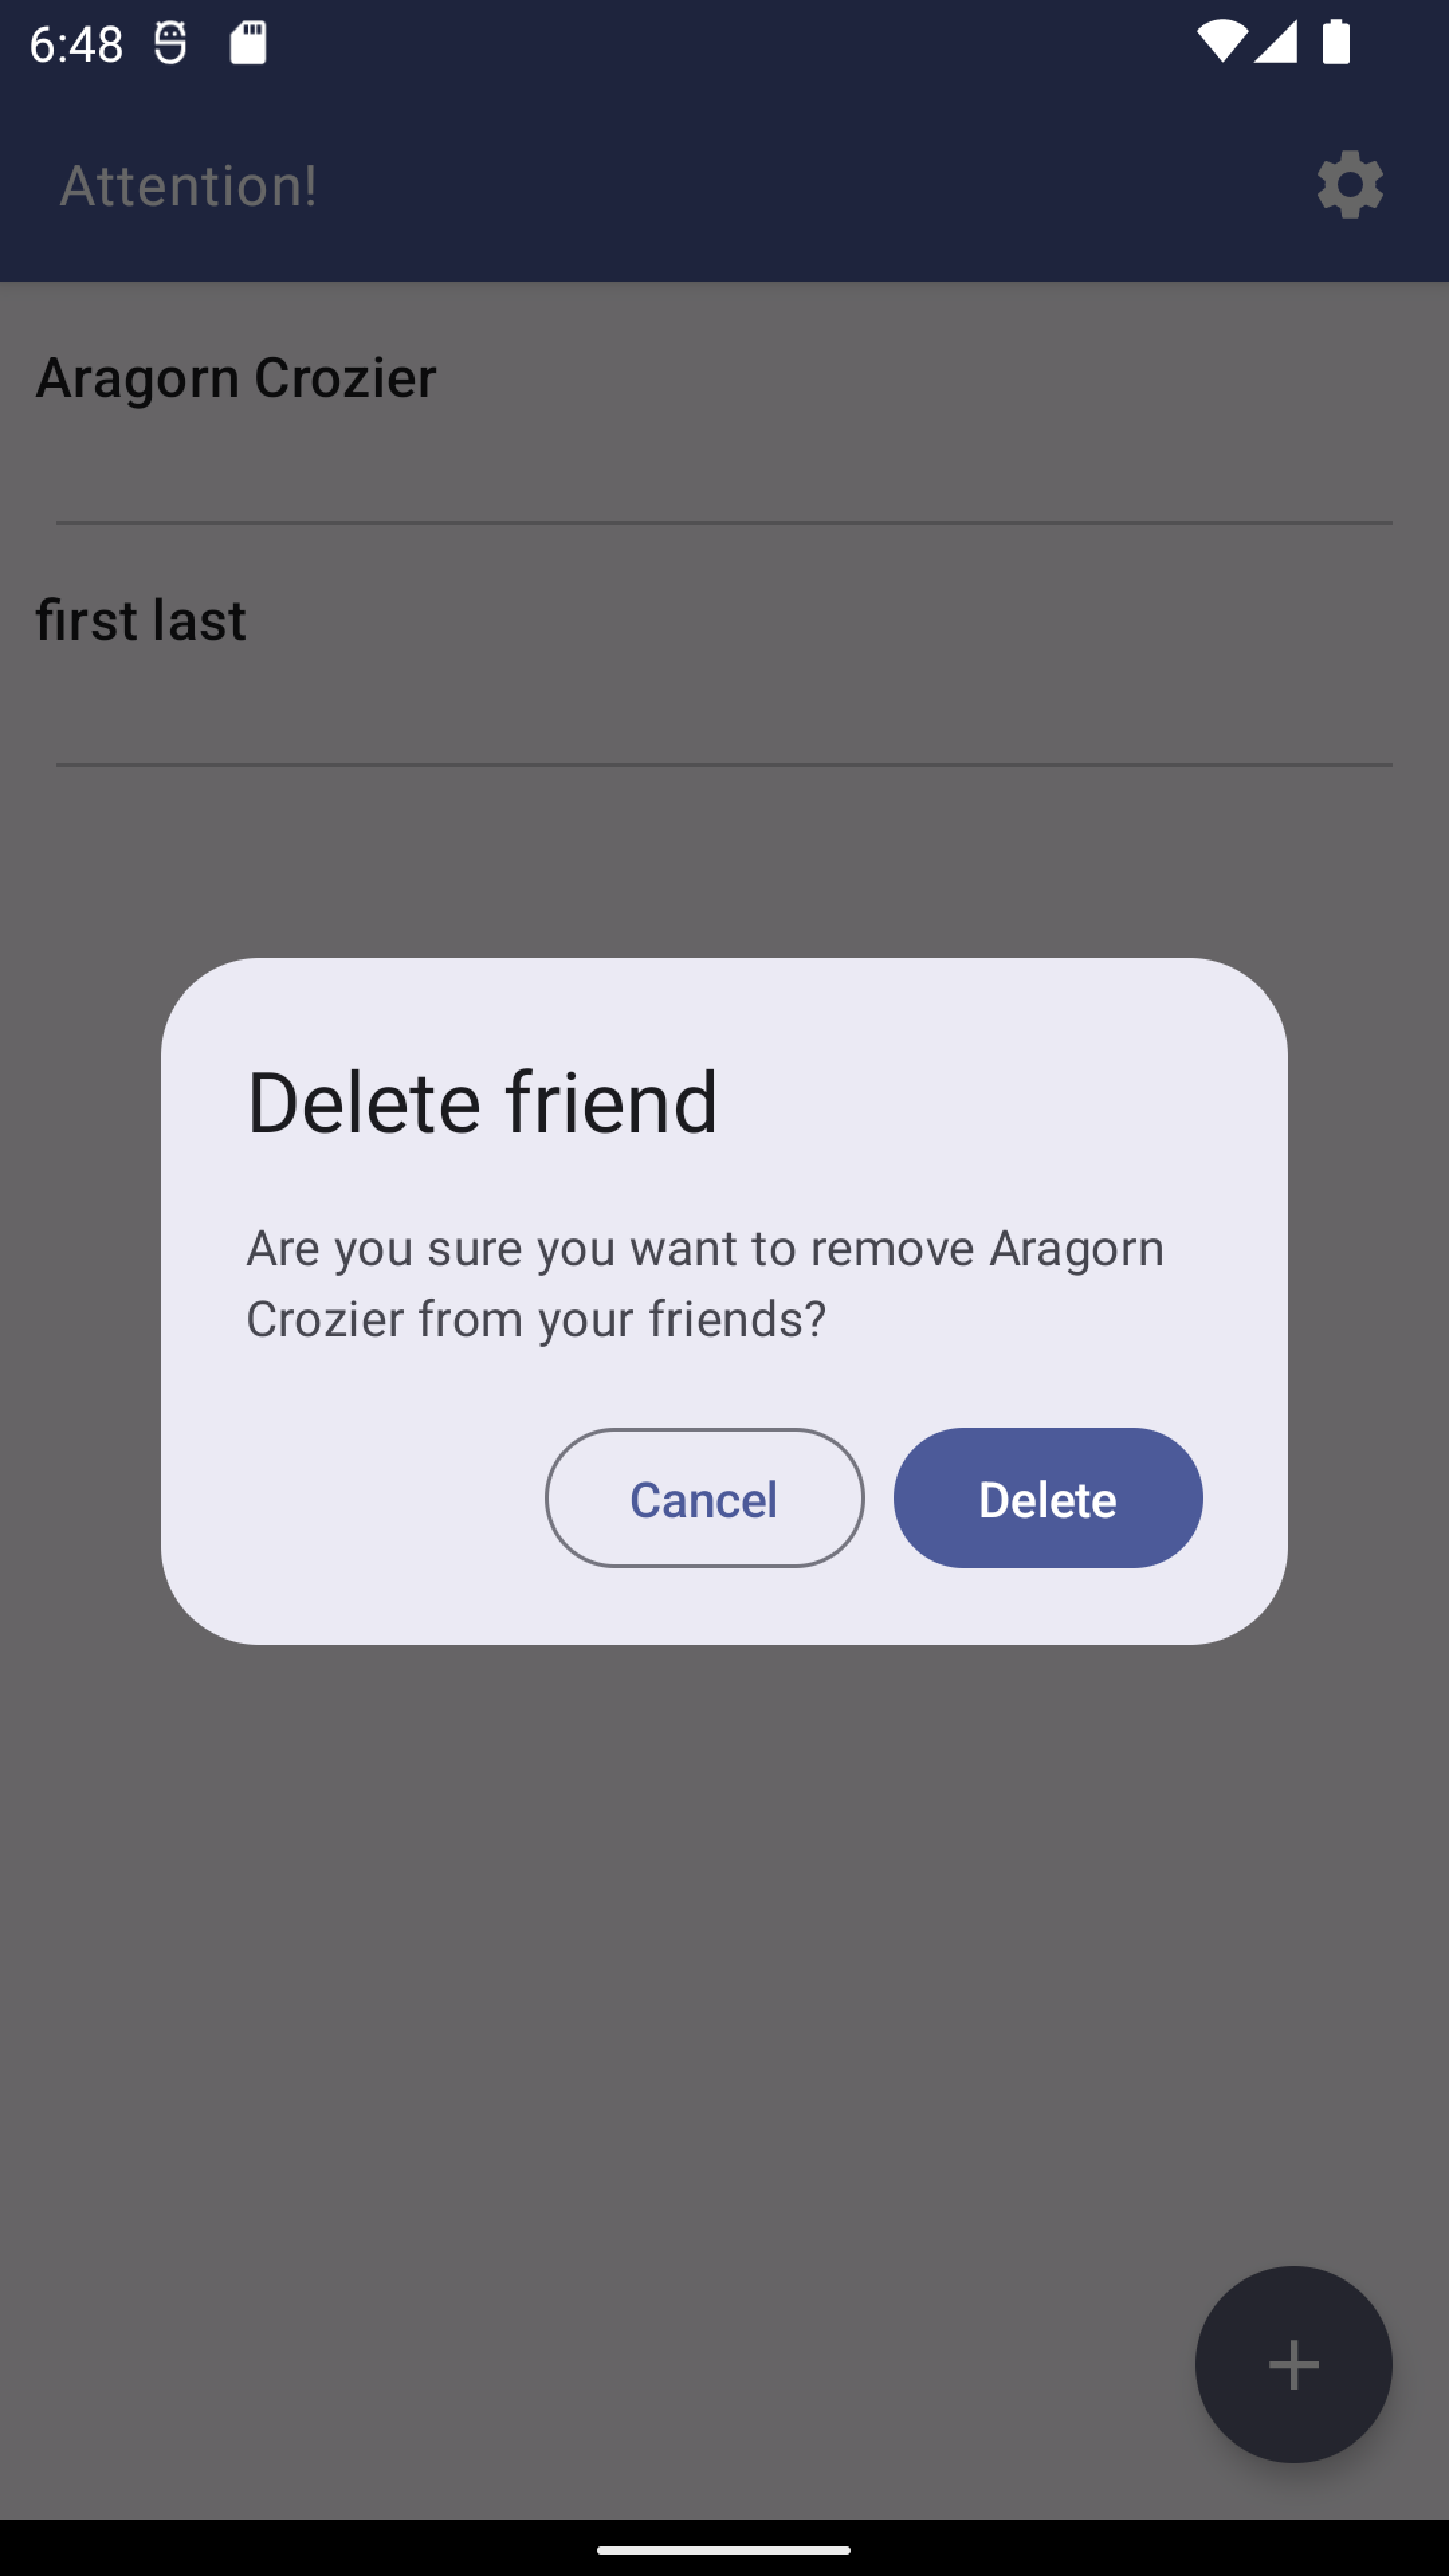 6:48
Attention!
Aragorn Crozier
first last
Delete friend
Are you sure you want to remove Aragorn
Crozier from your friends?
Cancel
Delete